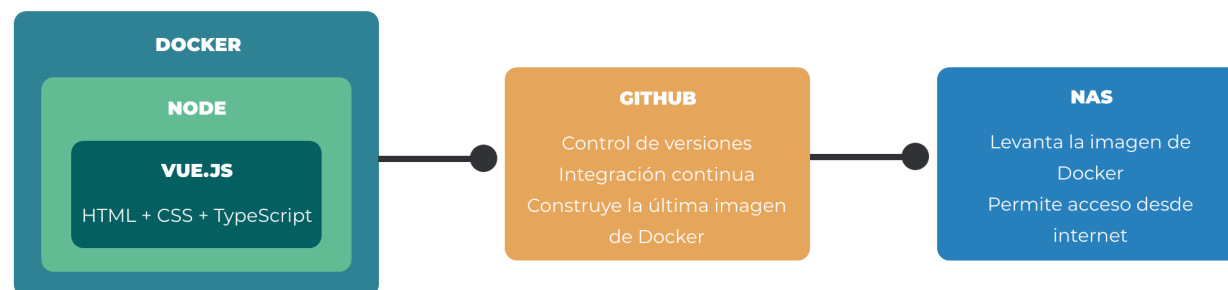 DOCKER
NODE
VUE.JS
HTML + CSS + TypeScript
GITHUB
Control de versiones
Integración continua
Construye la última imagen
de Docker
NAS
Levanta la imagen de
Docker
Permite acceso desde
internet